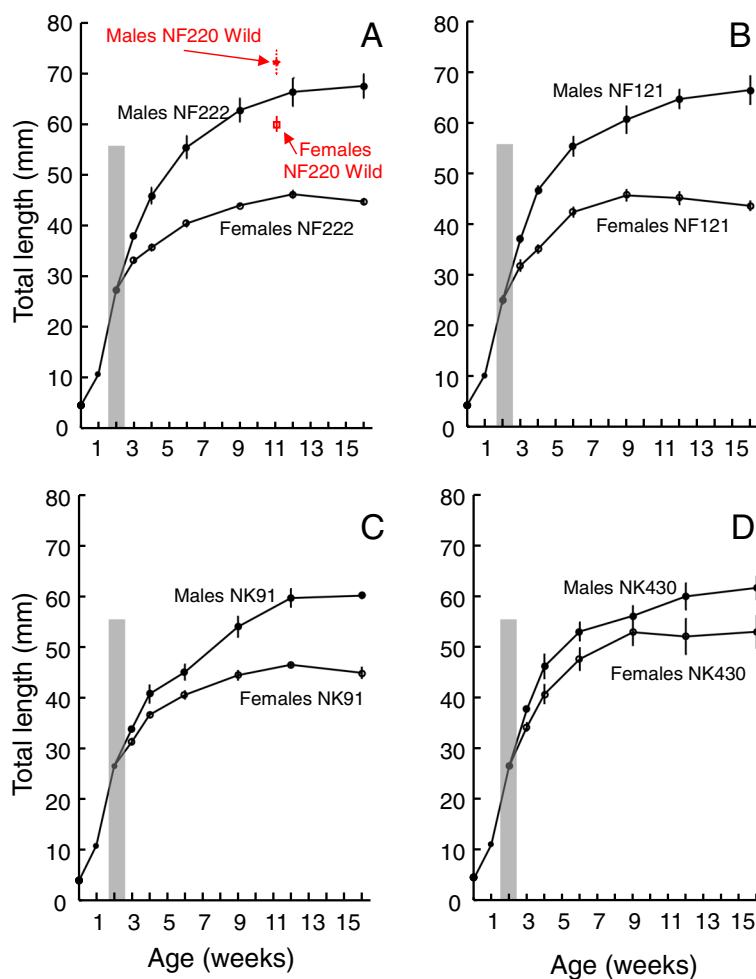 A
80
70
60
50
40
30
20
10
0
Total length (mm)
Males NF220 Wild
Males NF222
Females
NF220 Wild
Females NF222
1 3 5 7 9 11 13 15
B
80
70
60
50
40
30
20
10
0
Males NF121
Females NF121
1 3 5 7 9 11 13 15
C
80
70
60
50
40
30
20
10
0
Total length (mm)
Males NK91
Females NK91
1 3 5 7 9 11 13 15
Age (weeks)
D
80
70
60
50
40
30
20
10
0
Males NK430
Females NK430
1 3 5 7 9 11 13 15
Age (weeks)